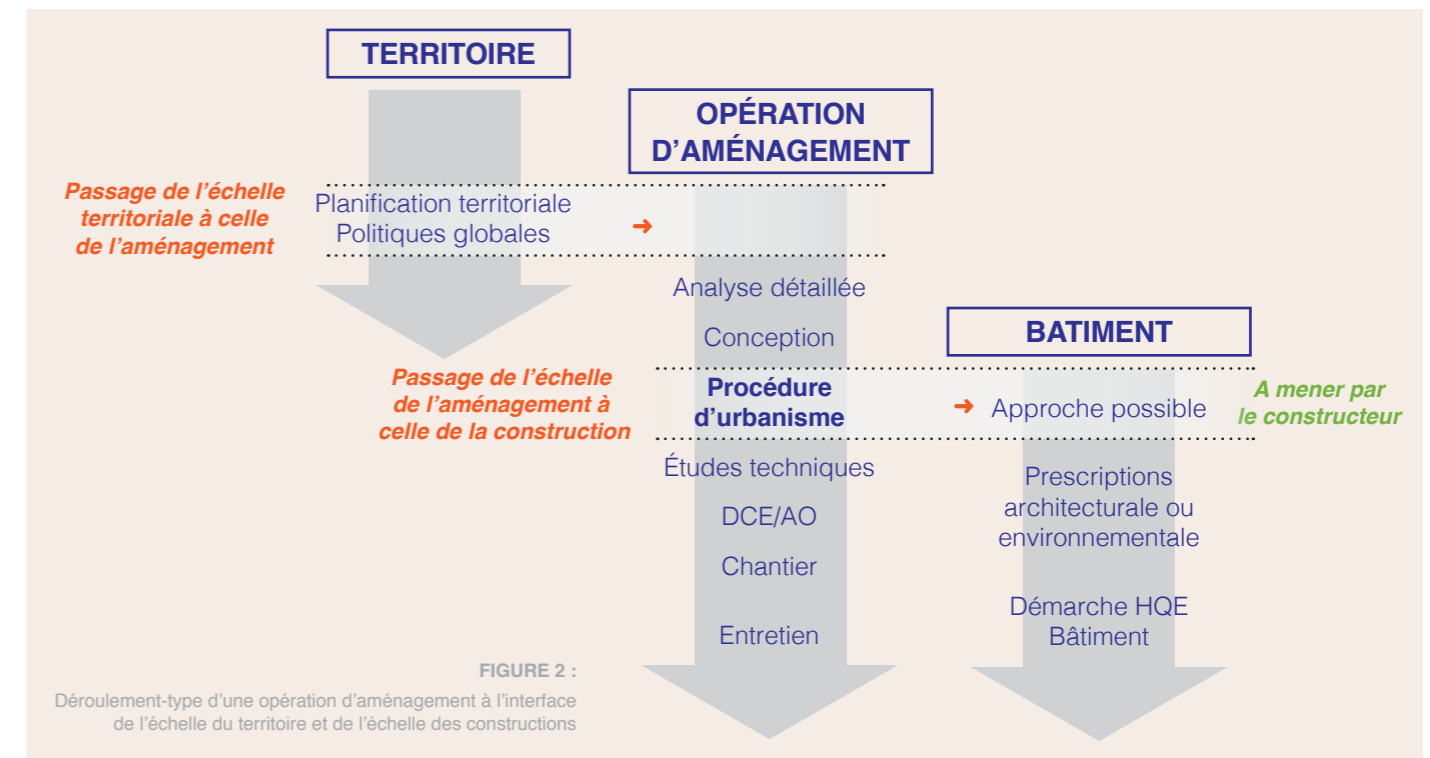 TERRITOIRE
OPÉRATION
D’AMÉNAGEMENT
Passage de l’échelle
territoriale à celle
de l’aménagement
Planification territoriale
Politiques globales
➜
Analyse détaillée
Conception
BATIMENT
Passage de l’échelle
de l’aménagement à
celle de la construction
Procédure
d’urbanisme
➜ Approche possible
A mener par
le constructeur
Études techniques
DCE/AO
Chantier
Entretien
Prescriptions
architecturale ou
environnementale
Démarche HQE
Bâtiment
FIGURE 2 :
Déroulement-type d’une opération d’aménagement à l’interface
de l’échelle du territoire et de l’échelle des constructions